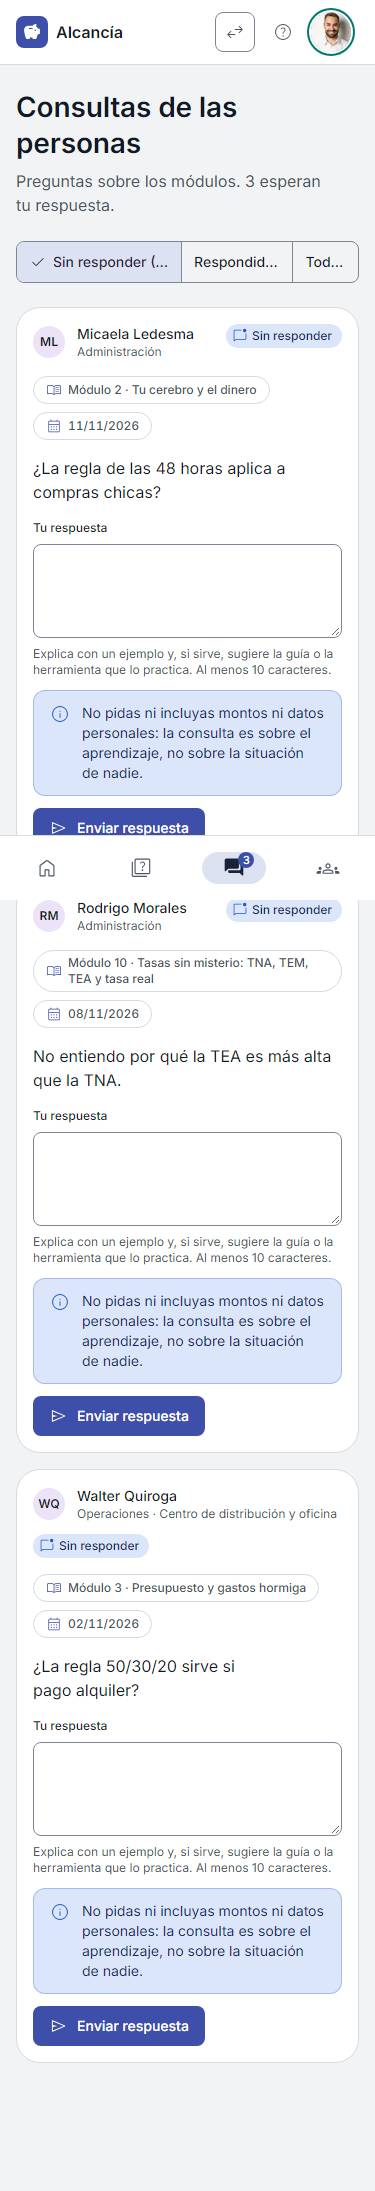 Alcancía
Consultas de las
personas
Preguntas sobre los módulos. 3 esperan
tu respuesta.
Sin responder (...
Respondid...
Tod...
ML
Micaela Ledesma
Administración
Sin responder
Módulo 2 · Tu cerebro y el dinero
11/11/2026
¿La regla de las 48 horas aplica a
compras chicas?
Tu respuesta
Explica con un ejemplo y, si sirve, sugiere la guía o la
herramienta que lo practica. Al menos 10 caracteres.
No pidas ni incluyas montos ni datos
personales: la consulta es sobre el
aprendizaje, no sobre la situación
de nadie.
Enviar respuesta
3
RM
Rodrigo Morales
Administración
Sin responder
Módulo 10 · Tasas sin misterio: TNA, TEM,
TEA y tasa real
08/11/2026
No entiendo por qué la TEA es más alta
que la TNA.
Tu respuesta
Explica con un ejemplo y, si sirve, sugiere la guía o la
herramienta que lo practica. Al menos 10 caracteres.
No pidas ni incluyas montos ni datos
personales: la consulta es sobre el
aprendizaje, no sobre la situación
de nadie.
Enviar respuesta
WQ
Walter Quiroga
Operaciones · Centro de distribución y oficina
Sin responder
Módulo 3 · Presupuesto y gastos hormiga
02/11/2026
¿La regla 50/30/20 sirve si
pago alquiler?
Tu respuesta
Explica con un ejemplo y, si sirve, sugiere la guía o la
herramienta que lo practica. Al menos 10 caracteres.
No pidas ni incluyas montos ni datos
personales: la consulta es sobre el
aprendizaje, no sobre la situación
de nadie.
Enviar respuesta